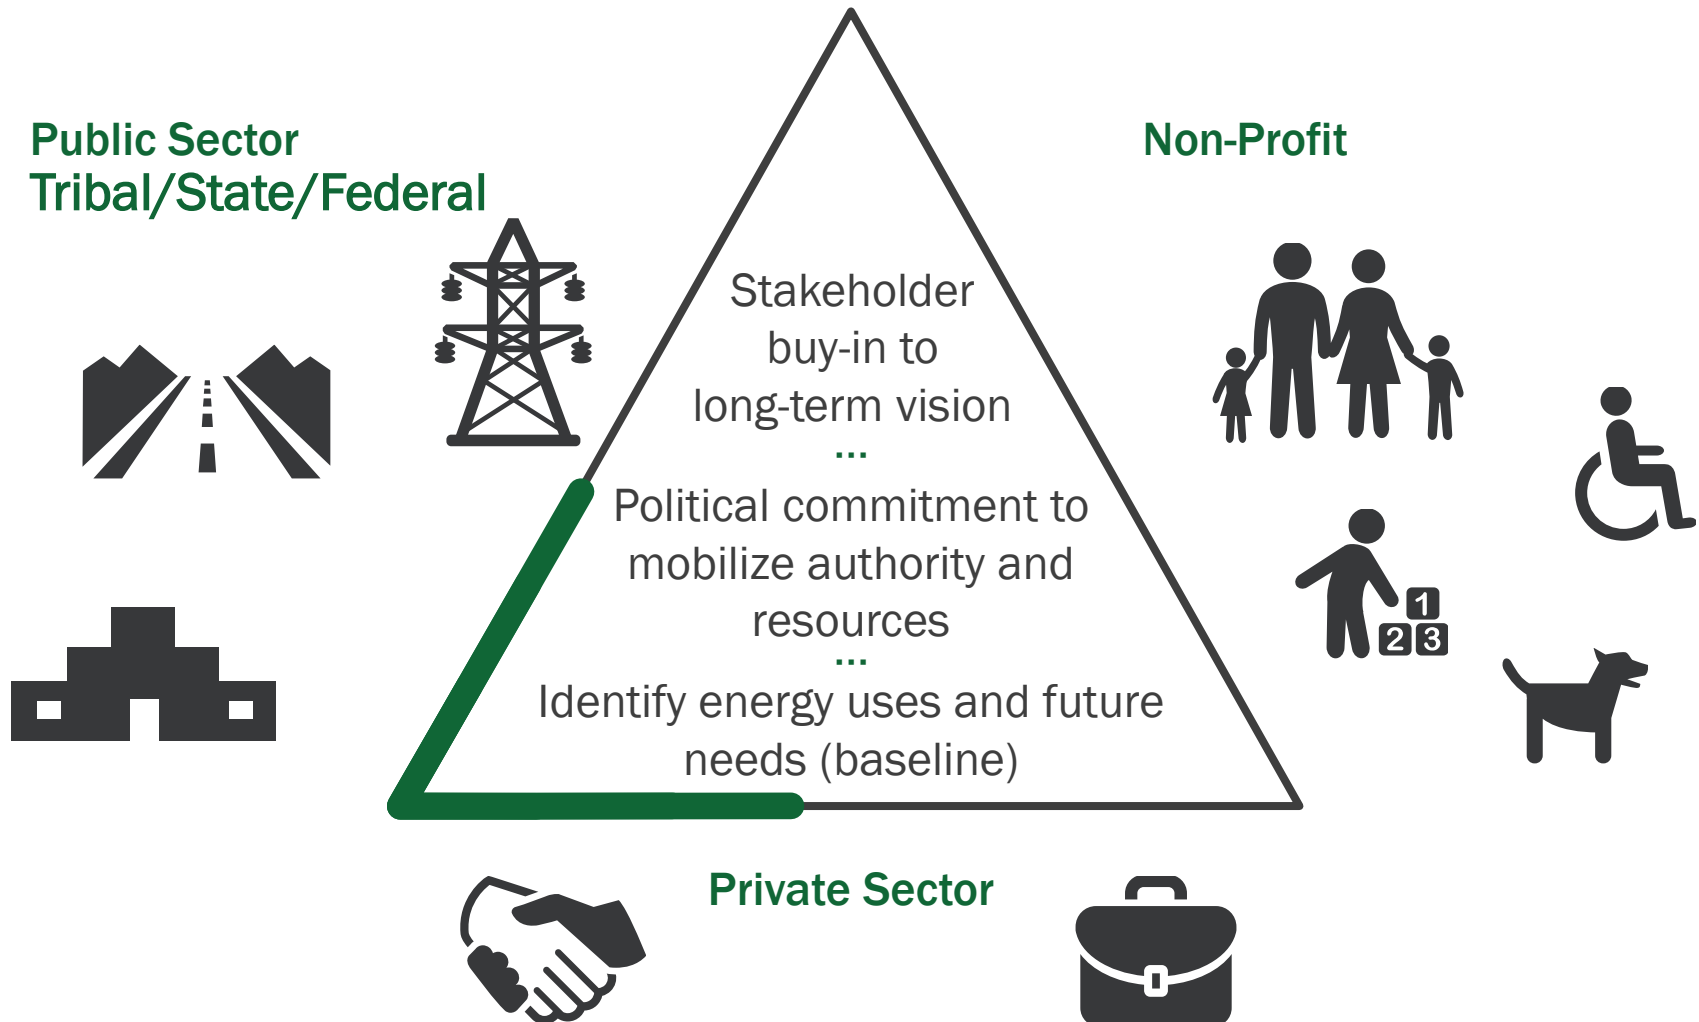 Public Sector
Tribal/State/Federal
Non-Profit
Stakeholder
buy-in to
long-term vision
...
Political commitment to
mobilize authority and
resources
...
Identify energy uses and future
needs (baseline)
1
2 3
Private Sector